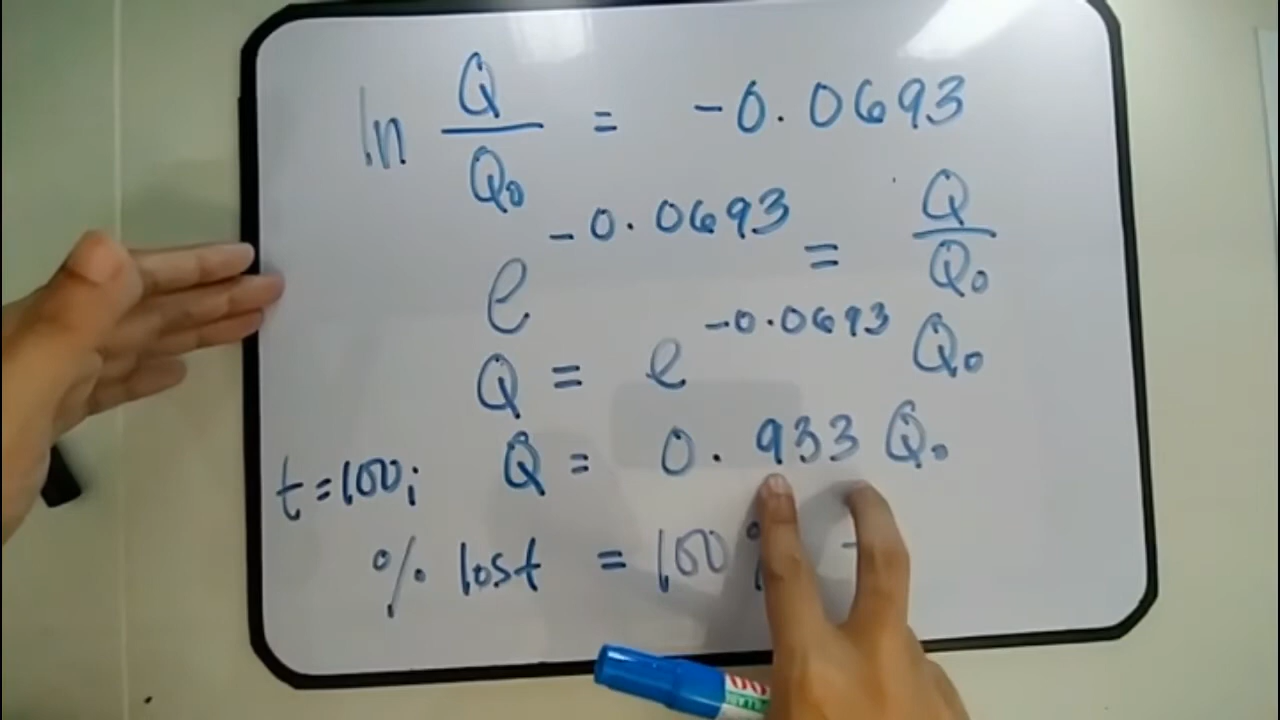 ln Q/Q₀ = -0.0693
e^-0.0693 = Q/Q₀
Q = e^-0.0693 Q₀
t=100; Q = 0.933 Q₀
% lost = 100% -